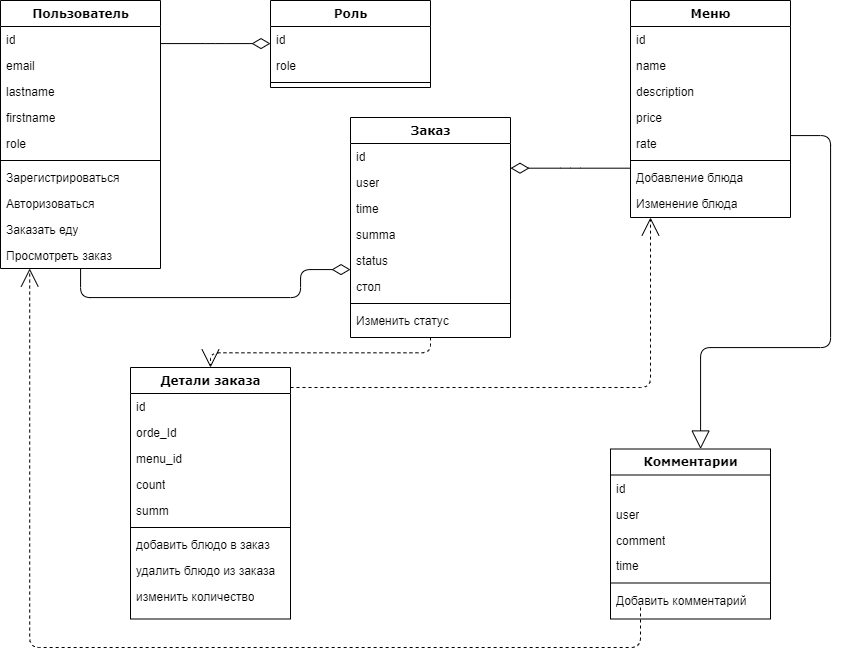 Пользователь
id
email
lastname
firstname
role
Зарегистрироваться
Авторизоваться
Заказать еду
Просмотреть заказ
Роль
id
role
Меню
id
name
description
price
rate
Добавление блюда
Изменение блюда
Заказ
id
user
time
summa
status
стол
Изменить статус
Детали заказа
id
orde_Id
menu_id
count
summ
добавить блюдо в заказ
удалить блюдо из заказа
изменить количество
Комментарии
id
user
comment
time
Добавить комментарий